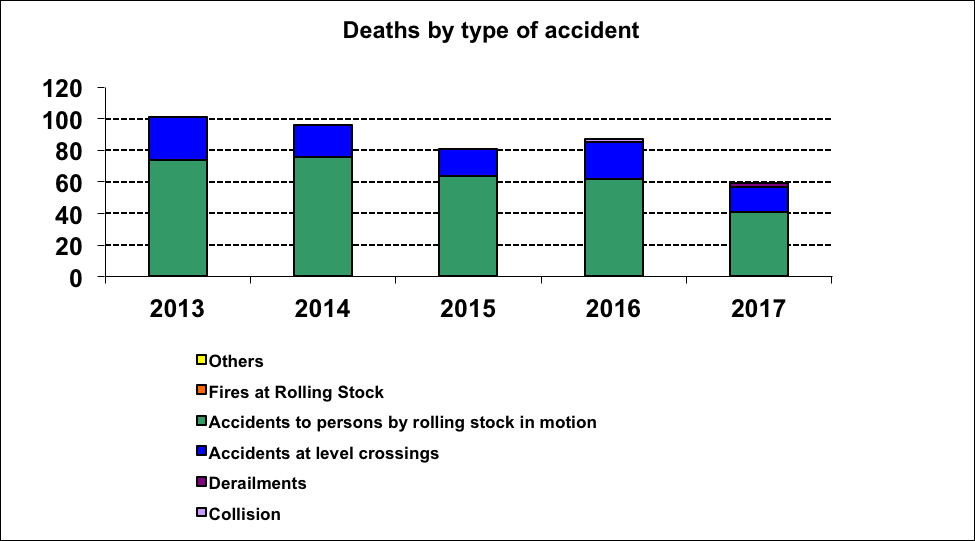 Deaths by type of accident
120
100
80
60
40
20
0
2013 2014 2015 2016 2017
Others
Fires at Rolling Stock
Accidents to persons by rolling stock in motion
Accidents at level crossings
Derailments
Collision